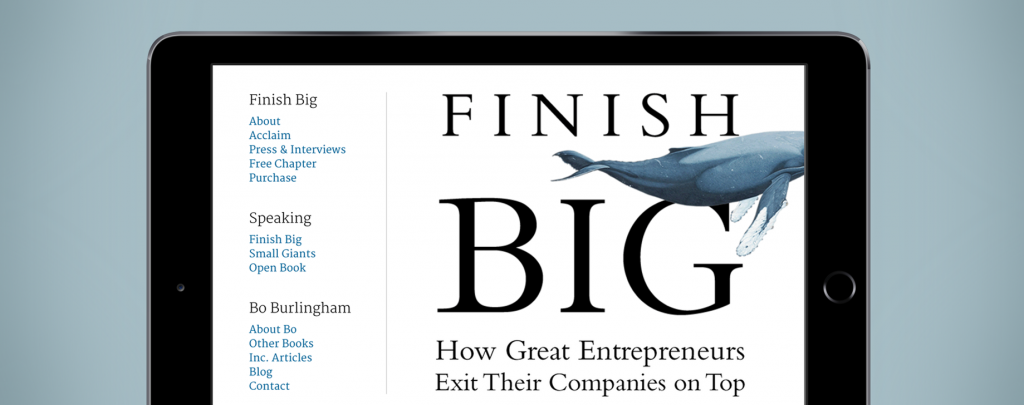 Finish Big
About
Acclaim
Press & Interviews
Free Chapter
Purchase
Speaking
Finish Big
Small Giants
Open Book
Bo Burlingham
About Bo
Other Books
Inc. Articles
Blog
Contact
FINISH
BIG
How Great Entrepreneurs
Exit Their Companies on Top